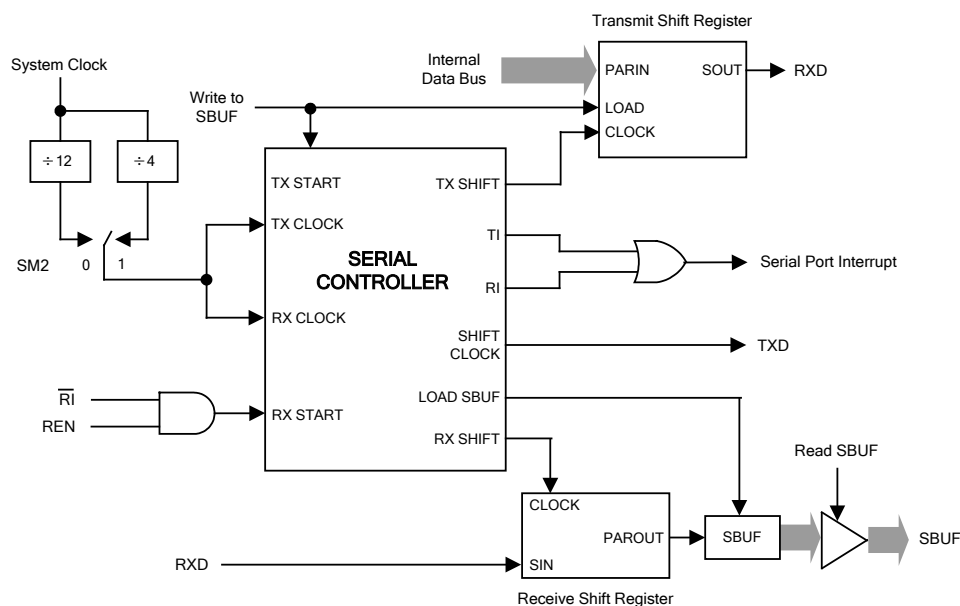 Transmit Shift Register
System Clock
Internal
Data Bus
PARIN
SOUT
RXD
Write to
SBUF
LOAD
CLOCK
÷ 12
÷ 4
TX START
TX SHIFT
TX CLOCK
TI
SM2
0
1
SERIAL
CONTROLLER
Serial Port Interrupt
RI
RX CLOCK
SHIFT
CLOCK
TXD
R̅I̅
REN
RX START
LOAD SBUF
RX SHIFT
Read SBUF
CLOCK
PAROUT
SBUF
SBUF
RXD
SIN
Receive Shift Register